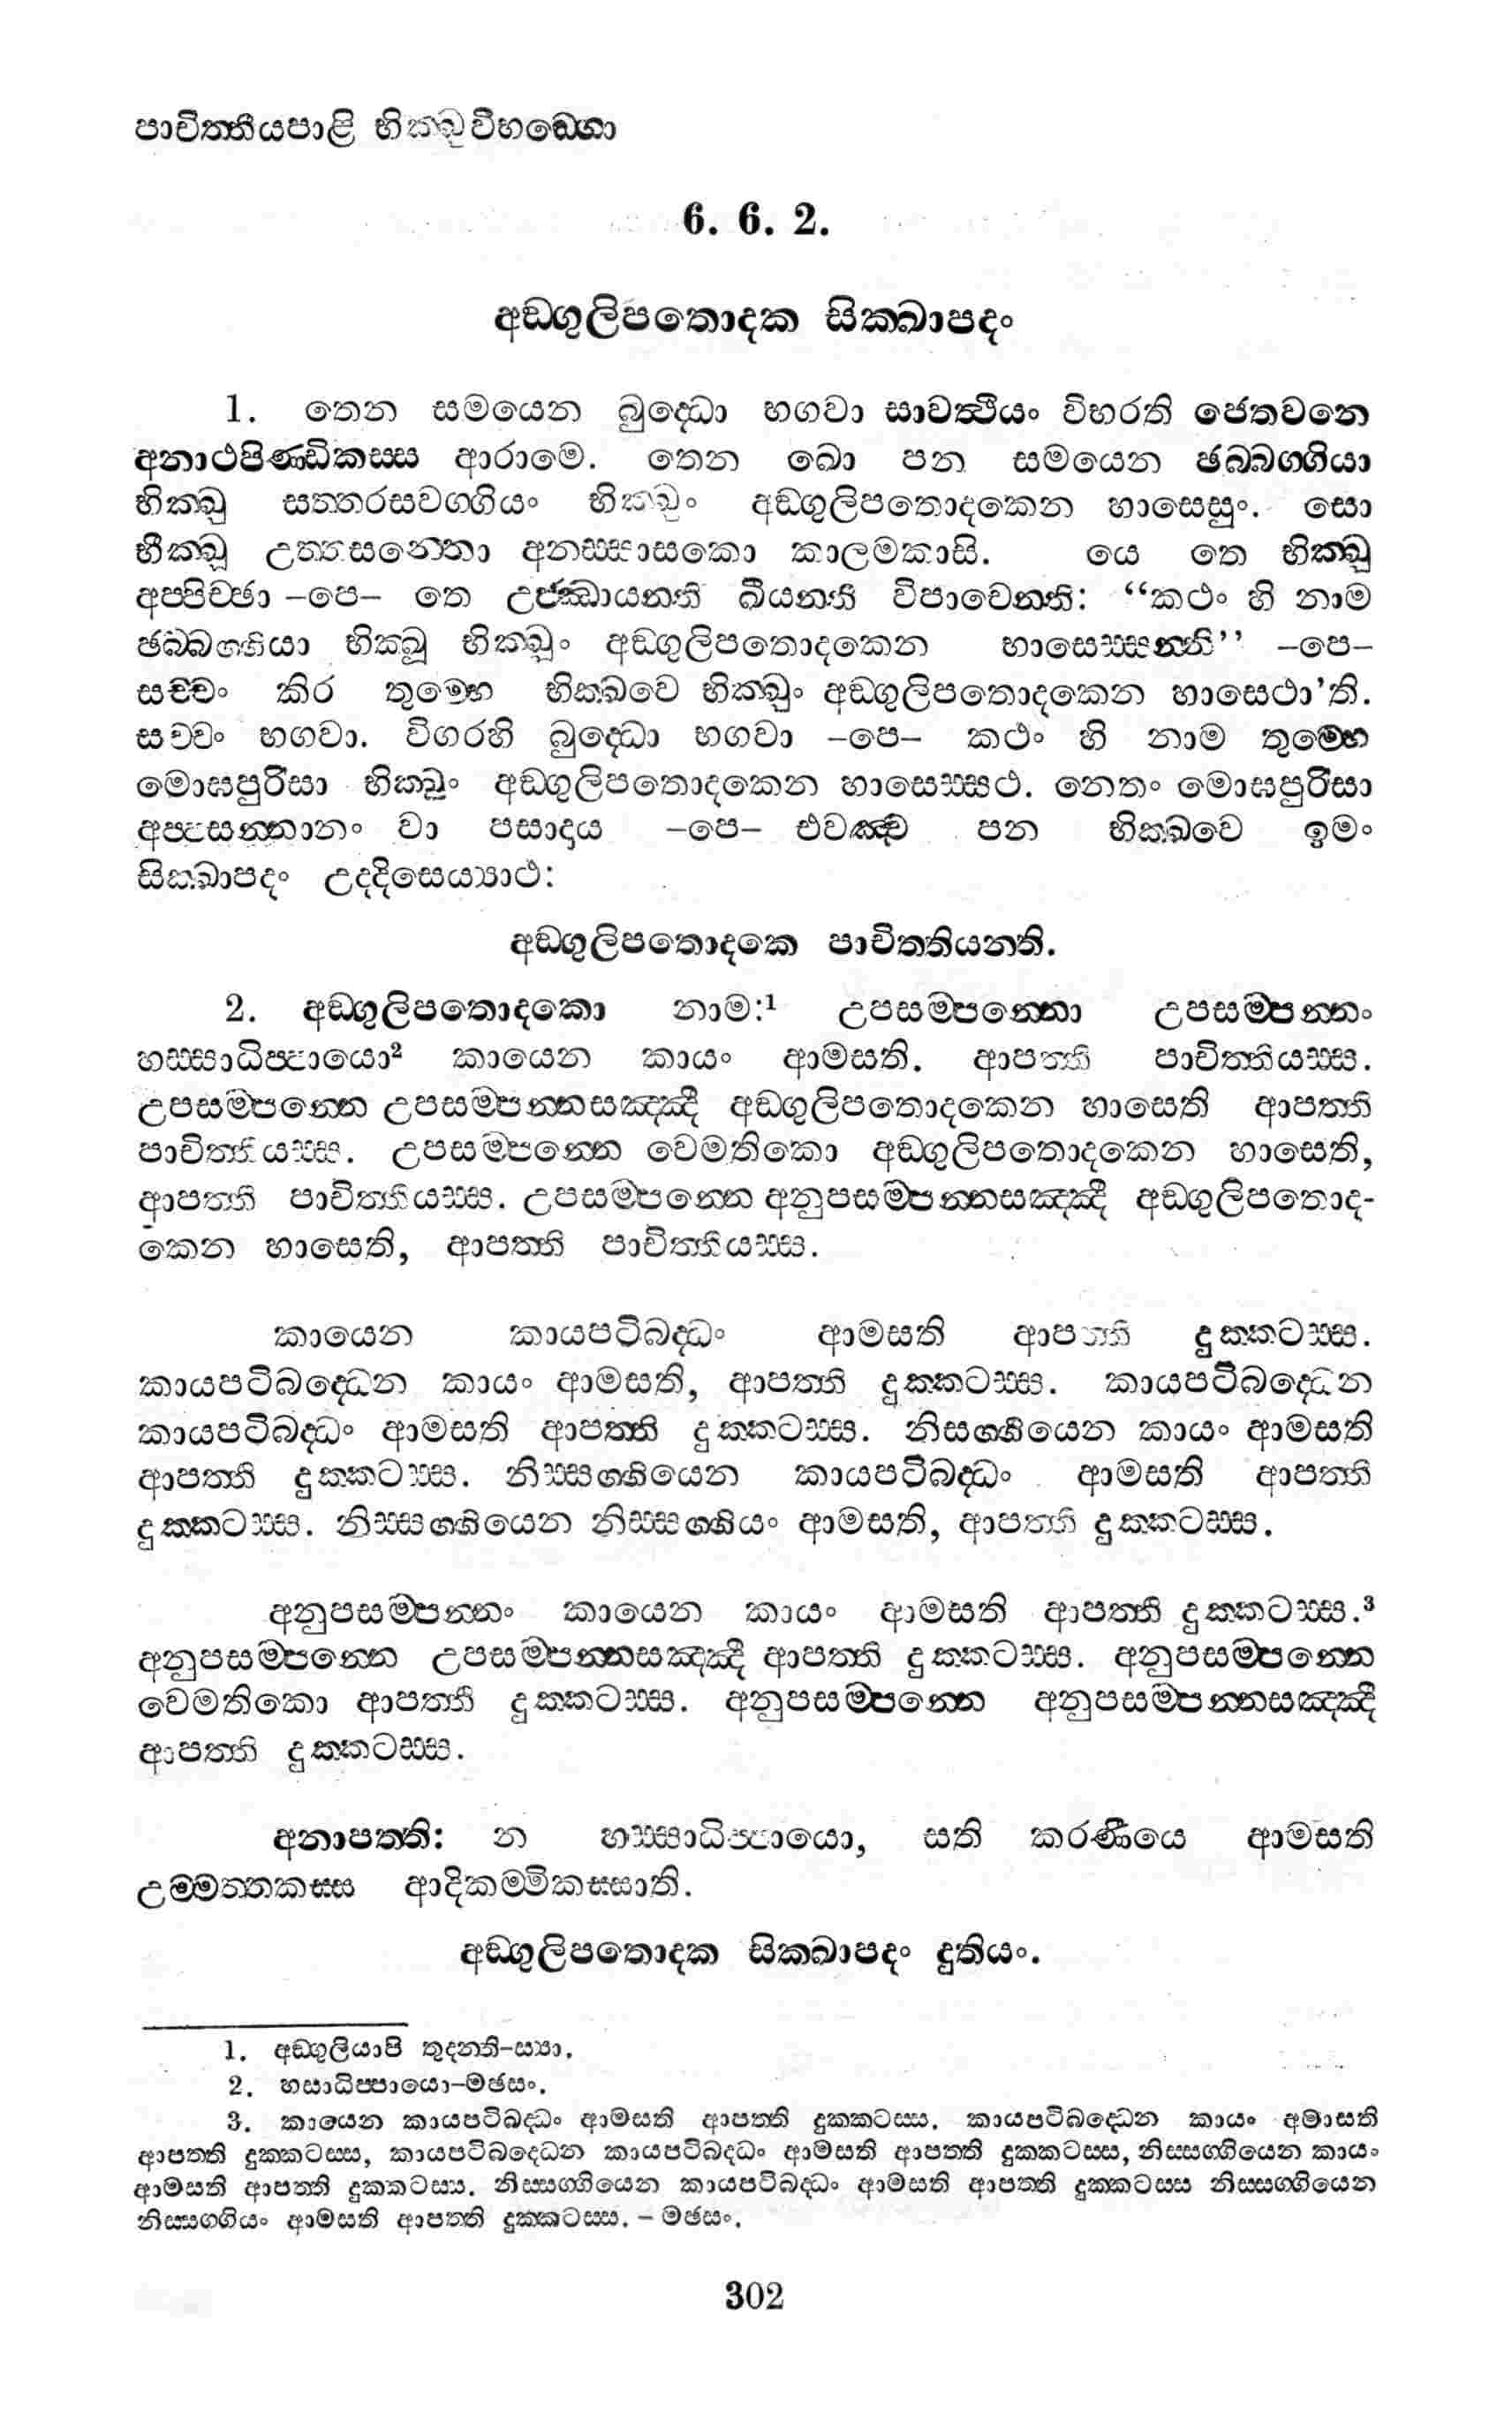 පාචිත්තියපාළි භික්ඛුවිභඞ්ගො
6. 6. 2.
අඞ්ගුලිපතොදක සික්ඛාපදං
1. තෙන සමයෙන බුද්ධො භගවා සාවත්ථියං විහරති ජෙතවනෙ
අනාථපිණ්ඩිකස්ස ආරාමෙ. තෙන ඛො පන සමයෙන ඡබ්බග්ගියා
භික්ඛූ සත්තරසවග්ගියං භික්ඛුං අඞ්ගුලිපතොදකෙන හාසෙසුං. සො
භික්ඛු උත්තසන්තො අනස්සාසකො කාලමකාසි. යෙ තෙ භික්ඛූ
අප්පිච්ඡා –පෙ– තෙ උජ්ඣායන්ති ඛීයන්ති විපාචෙන්ති: “කථං හි නාම
ඡබ්බග්ගියා භික්ඛූ භික්ඛුං අඞ්ගුලිපතොදකෙන හාසෙස්සන්ති’’ –පෙ–
සච්චං කිර තුම්හෙ භික්ඛවෙ භික්ඛුං අඞ්ගුලිපතොදකෙන හාසෙථා’ති.
සච්චං භගවා. විගරහි බුද්ධො භගවා –පෙ– කථං හි නාම තුම්හෙ
මොඝපුරිසා භික්ඛුං අඞ්ගුලිපතොදකෙන හාසෙස්සථ. නෙතං මොඝපුරිසා
අප්පසන්නානං වා පසාදාය –පෙ– එවඤ්ච පන භික්ඛවෙ ඉමං
සික්ඛාපදං උද්දිසෙය්‍යාථ:
අඞ්ගුලිපතොදකෙ පාචිත්තියන්ති.
2. අඞ්ගුලිපතොදකො නාම:¹ උපසම්පන්නො උපසම්පන්නං
හස්සාධිප්පායො² කායෙන කායං ආමසති. ආපත්ති පාචිත්තියස්ස.
උපසම්පන්නෙ උපසම්පන්නසඤ්ඤී අඞ්ගුලිපතොදකෙන හාසෙති ආපත්ති
පාචිත්තියස්ස. උපසම්පන්නෙ වෙමතිකො අඞ්ගුලිපතොදකෙන හාසෙති,
ආපත්ති පාචිත්තියස්ස. උපසම්පන්නෙ අනුපසම්පන්නසඤ්ඤී අඞ්ගුලිපතොද-
කෙන හාසෙති, ආපත්ති පාචිත්තියස්ස.
කායෙන කායපටිබද්ධං ආමසති ආපත්ති දුක්කටස්ස.
කායපටිබද්ධෙන කායං ආමසති, ආපත්ති දුක්කටස්ස. කායපටිබද්ධෙන
කායපටිබද්ධං ආමසති ආපත්ති දුක්කටස්ස. නිසග්ගියෙන කායං ආමසති
ආපත්ති දුක්කටස්ස. නිස්සග්ගියෙන කායපටිබද්ධං ආමසති ආපත්ති
දුක්කටස්ස. නිස්සග්ගියෙන නිස්සග්ගියං ආමසති, ආපත්ති දුක්කටස්ස.
අනුපසම්පන්නං කායෙන කායං ආමසති ආපත්ති දුක්කටස්ස.³
අනුපසම්පන්නෙ උපසම්පන්නසඤ්ඤී ආපත්ති දුක්කටස්ස. අනුපසම්පන්නෙ
වෙමතිකො ආපත්ති දුක්කටස්ස. අනුපසම්පන්නෙ අනුපසම්පන්නසඤ්ඤී
ආපත්ති දුක්කටස්ස.
අනාපත්ති: න හස්සාධිප්පායො, සති කරණීයෙ ආමසති
උම්මත්තකස්ස ආදිකම්මිකස්සාති.
අඞ්ගුලිපතොදක සික්ඛාපදං දුතියං.
1. අඞ්ගුලියාපි තුදන්ති–ස්‍යා.
2. හසාධිප්පායො–මඡසං.
3. කායෙන කායපටිබද්ධං ආමසති ආපත්ති දුක්කටස්ස. කායපටිබද්ධෙන කායං අමාසති
ආපත්ති දුක්කටස්ස, කායපටිබද්ධෙන කායපටිබද්ධං ආමසති ආපත්ති දුක්කටස්ස, නිස්සග්ගියෙන කායං
ආමසති ආපත්ති දුක්කටස්ස. නිස්සග්ගියෙන කායපටිබද්ධං ආමසති ආපත්ති දුක්කටස්ස නිස්සග්ගියෙන
නිස්සග්ගියං ආමසති ආපත්ති දුක්කටස්ස. – මඡසං.
302